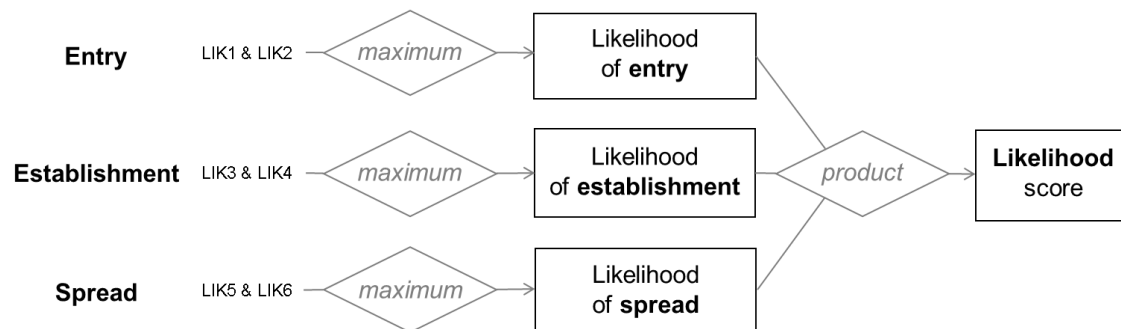 Entry LIK1 & LIK2 maximum Likelihood
of entry
Establishment LIK3 & LIK4 maximum Likelihood
of establishment product Likelihood
score
Spread LIK5 & LIK6 maximum Likelihood
of spread